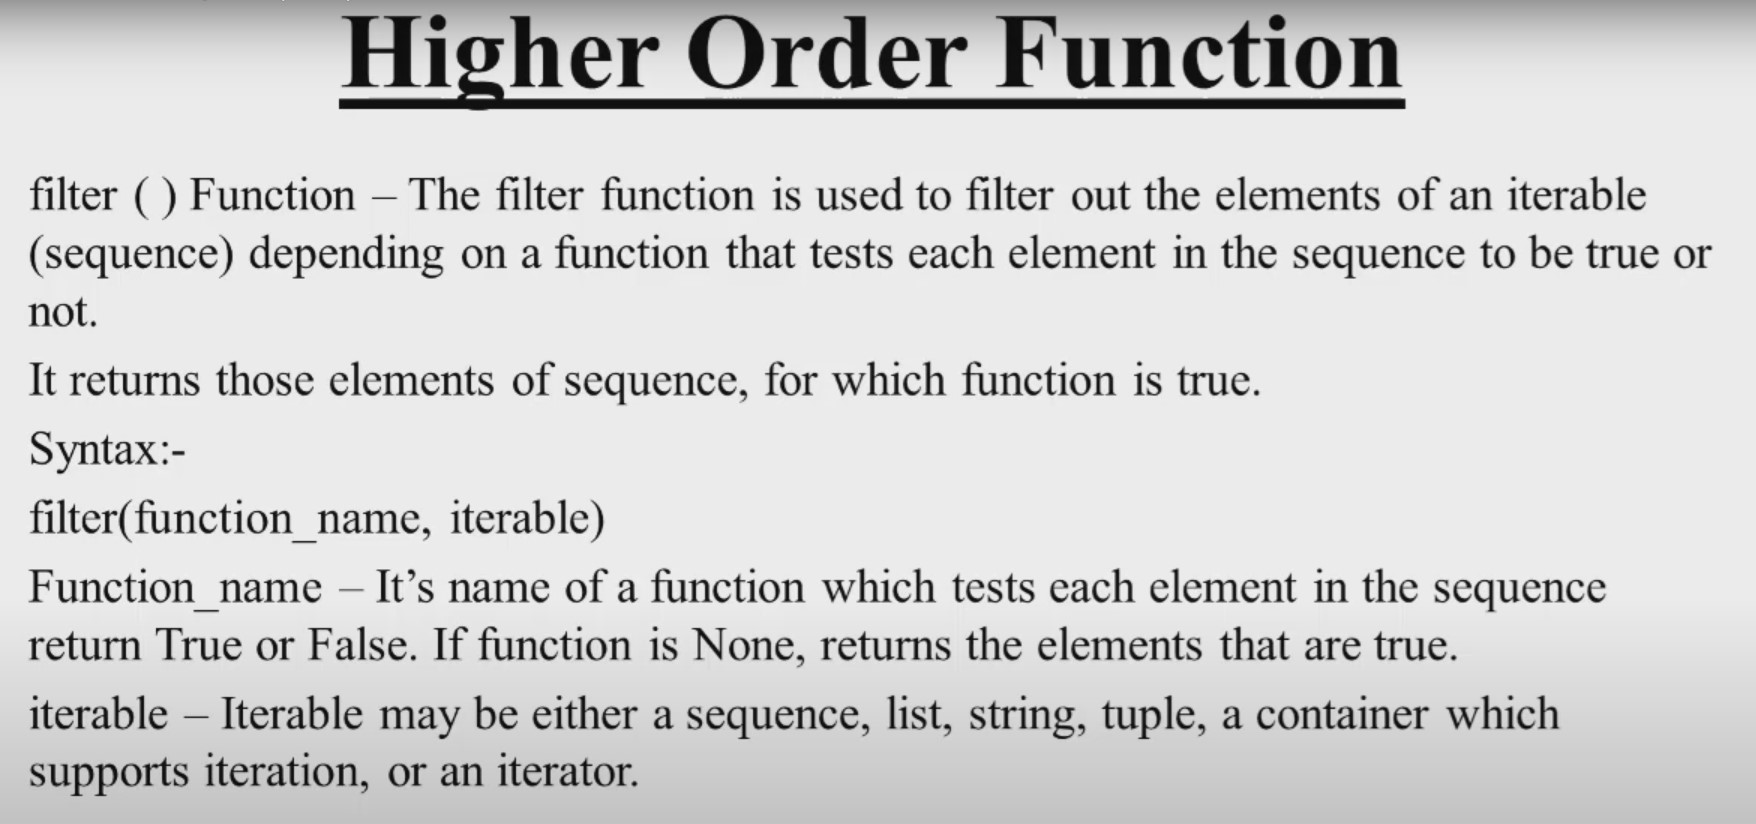 Higher Order Function
filter ( ) Function – The filter function is used to filter out the elements of an iterable
(sequence) depending on a function that tests each element in the sequence to be true or
not.
It returns those elements of sequence, for which function is true.
Syntax:-
filter(function_name, iterable)
Function_name – It’s name of a function which tests each element in the sequence
return True or False. If function is None, returns the elements that are true.
iterable – Iterable may be either a sequence, list, string, tuple, a container which
supports iteration, or an iterator.